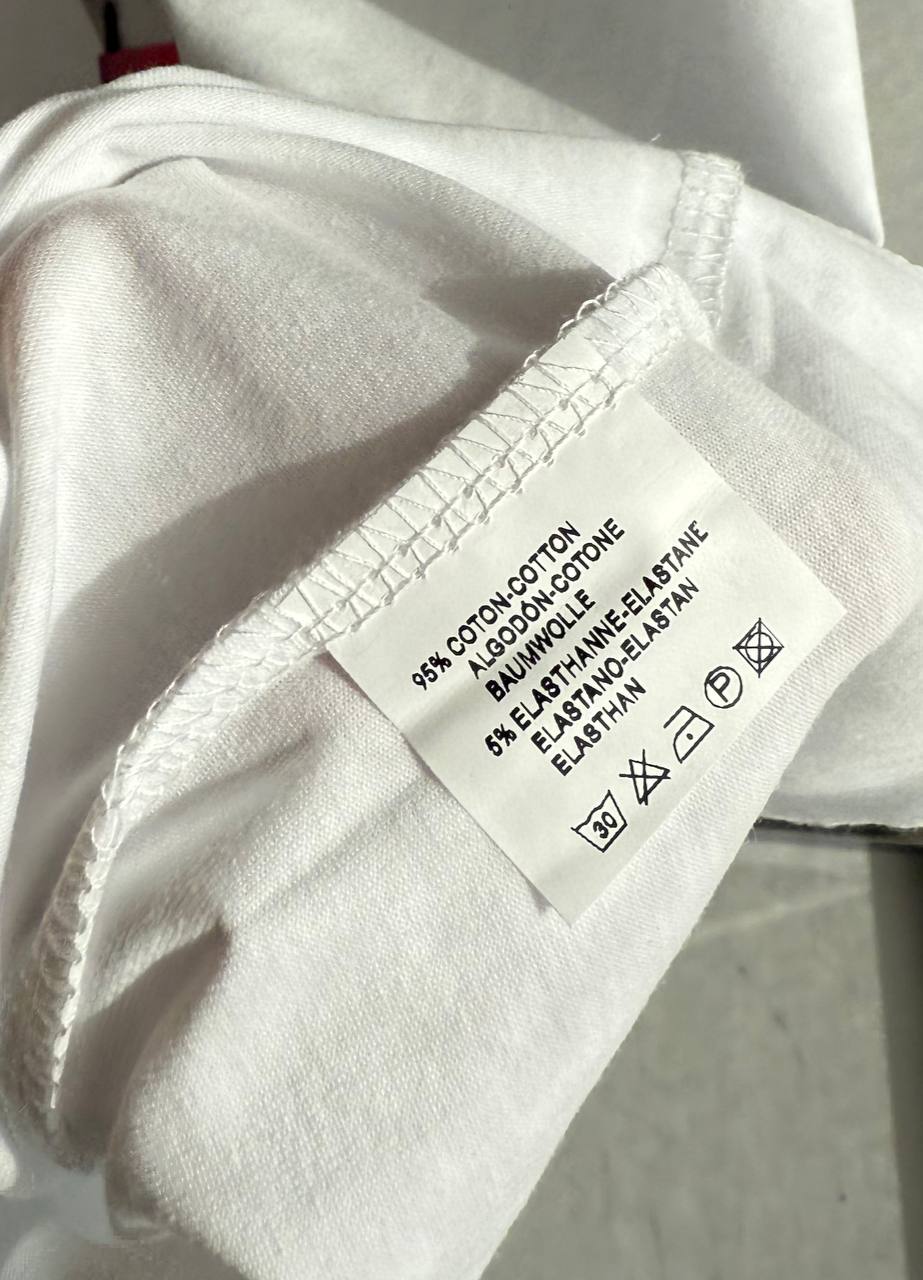 95% COTON-COTTON
ALGODÓN-COTONE
BAUMWOLLE
5% ELASTHANNE-ELASTANE
ELASTANO-ELASTAN
ELASTHAN
30 P